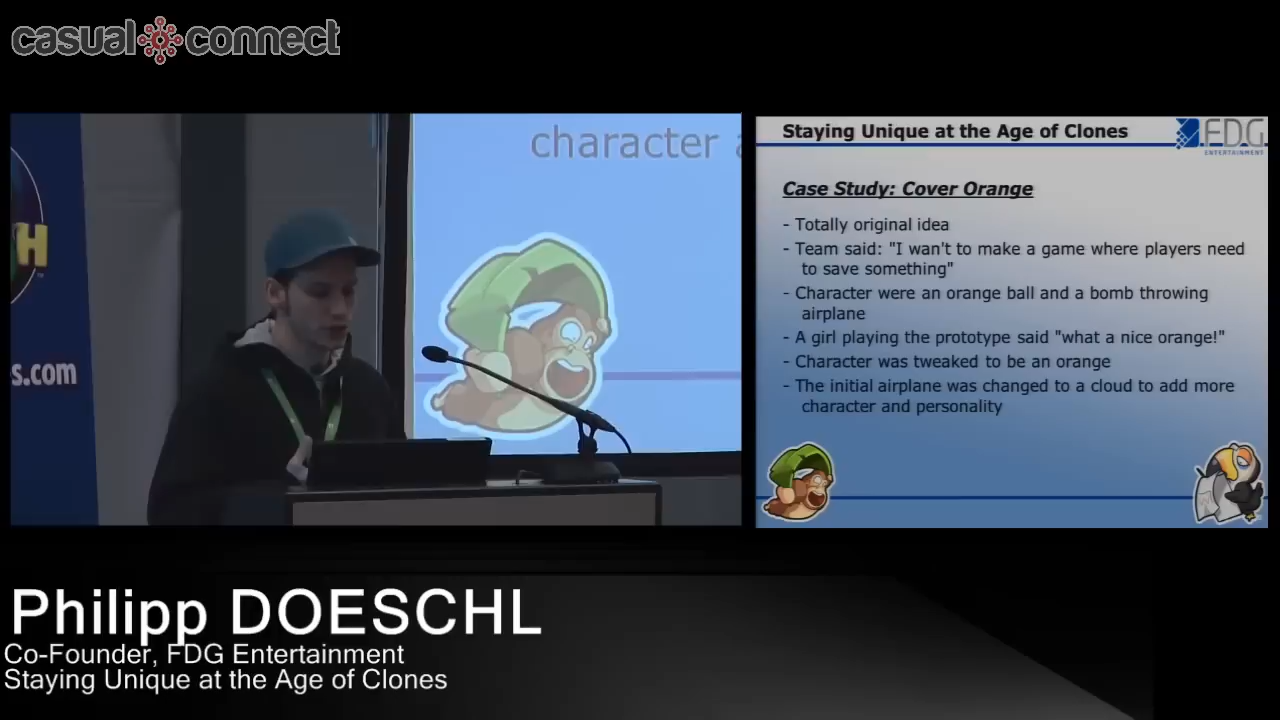 casual connect
character
H
s.com
Staying Unique at the Age of Clones
FDG
ENTERTAINMENT
Case Study: Cover Orange
- Totally original idea
- Team said: "I wan't to make a game where players need
to save something"
- Character were an orange ball and a bomb throwing
airplane
- A girl playing the prototype said "what a nice orange!"
- Character was tweaked to be an orange
- The initial airplane was changed to a cloud to add more
character and personality
Philipp DOESCHL
Co-Founder, FDG Entertainment
Staying Unique at the Age of Clones